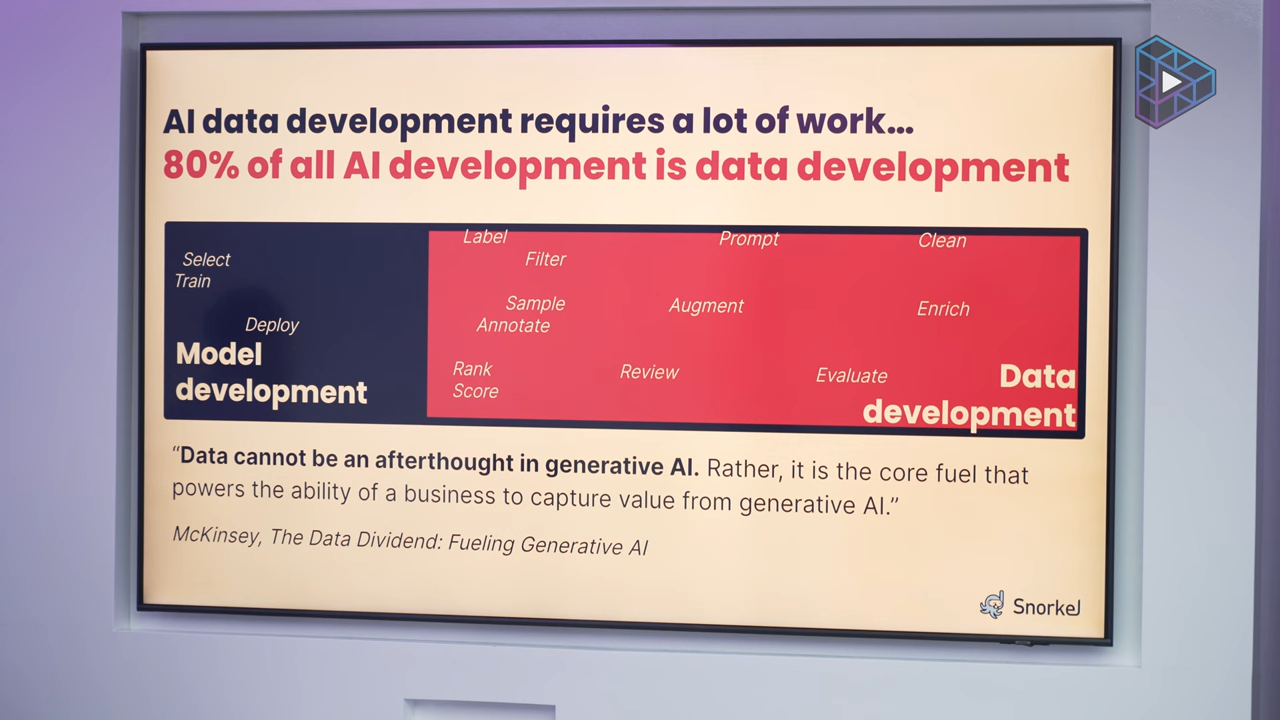 AI data development requires a lot of work...
80% of all AI development is data development
Select
Train
Deploy
Model
development
Label
Filter
Prompt
Clean
Sample
Annotate
Augment
Enrich
Rank
Score
Review
Evaluate
Data
development
“Data cannot be an afterthought in generative AI. Rather, it is the core fuel that
powers the ability of a business to capture value from generative AI.”
McKinsey, The Data Dividend: Fueling Generative AI
Snorkel